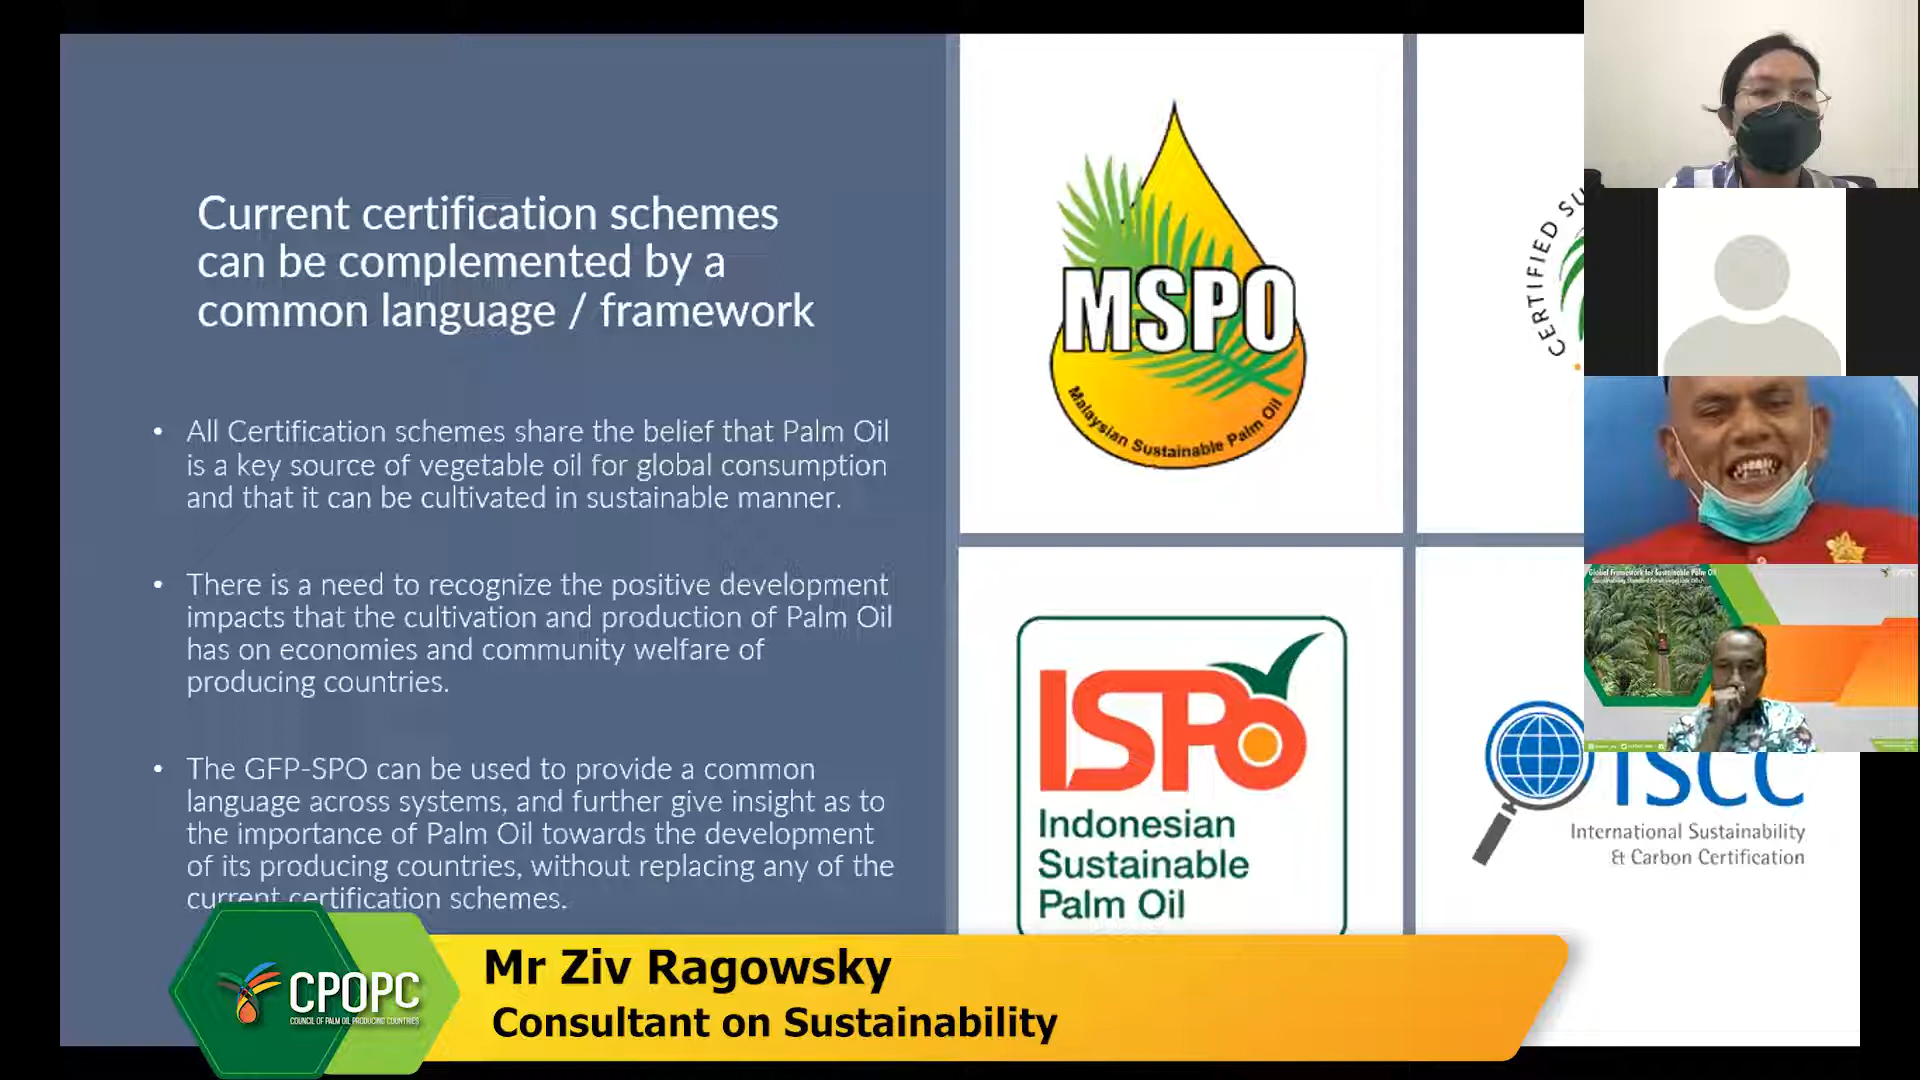 Current certification schemes
can be complemented by a
common language / framework
• All Certification schemes share the belief that Palm Oil
is a key source of vegetable oil for global consumption
and that it can be cultivated in sustainable manner.
• There is a need to recognize the positive development
impacts that the cultivation and production of Palm Oil
has on economies and community welfare of
producing countries.
• The GFP-SPO can be used to provide a common
language across systems, and further give insight as to
the importance of Palm Oil towards the development
of its producing countries, without replacing any of the
current certification schemes.
MSPO
Malaysian Sustainable Palm Oil
CERTIFIED SU
ISPO
Indonesian
Sustainable
Palm Oil
ISCC
International Sustainability
& Carbon Certification
Global Framework for Sustainable Palm Oil
CPOPC
COUNCIL OF PALM OIL PRODUCING COUNTRIES
Mr Ziv Ragowsky
Consultant on Sustainability